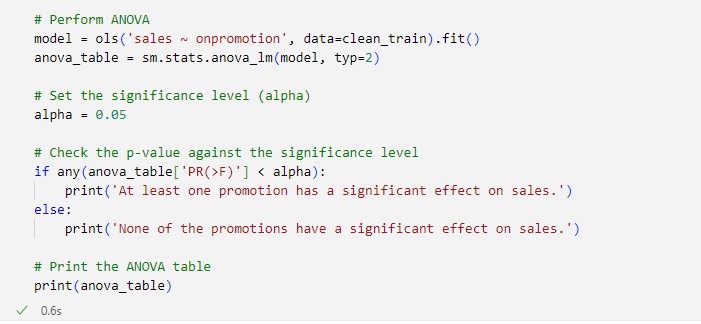 # Perform ANOVA
model = ols('sales ~ onpromotion', data=clean_train).fit()
anova_table = sm.stats.anova_lm(model, typ=2)
# Set the significance level (alpha)
alpha = 0.05
# Check the p-value against the significance level
if any(anova_table['PR(>F)'] < alpha):
    print('At least one promotion has a significant effect on sales.')
else:
    print('None of the promotions have a significant effect on sales.')
# Print the ANOVA table
print(anova_table)
✓ 0.6s